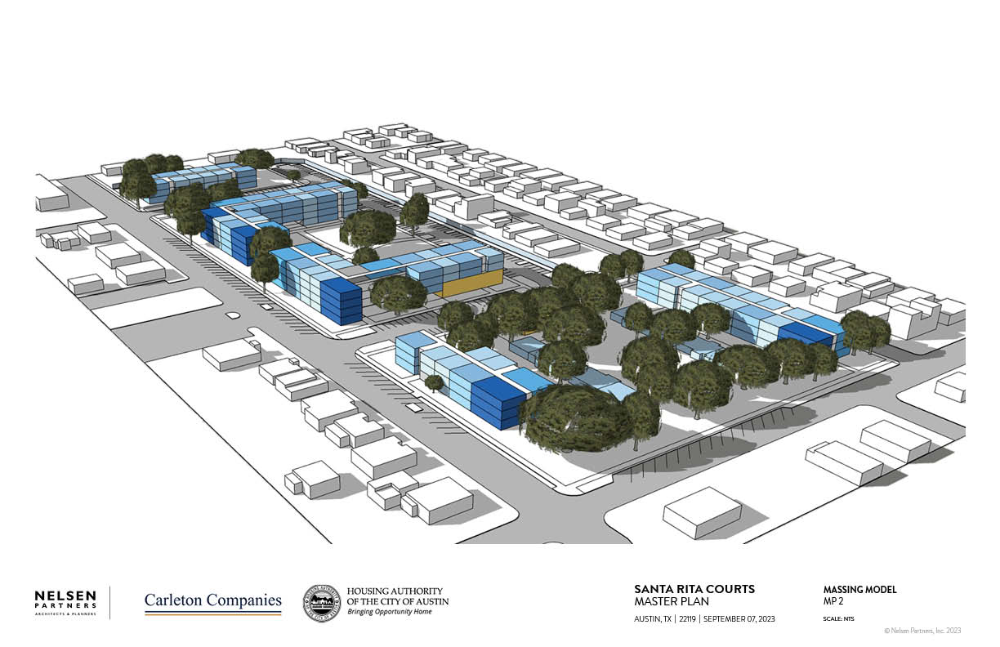 NELSEN
PARTNERS
ARCHITECTS & PLANNERS
Carleton Companies
HOUSING AUTHORITY
OF THE CITY OF AUSTIN
Bringing Opportunity Home
SANTA RITA COURTS
MASTER PLAN
AUSTIN, TX | 22119 | SEPTEMBER 07, 2023
MASSING MODEL
MP 2
SCALE: NTS
© Nelsen Partners, Inc. 2023